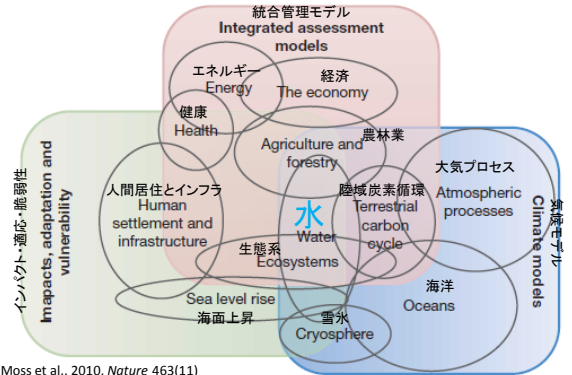 統合管理モデル
Integrated assessment
models
エネルギー
Energy
経済
The economy
健康
Health
農林業
Agriculture and
forestry
インパクト・適応・脆弱性
Imapacts, adaptation and
vulnerability
人間居住とインフラ
Human
settlement and
infrastructure
水
Water
陸域炭素循環
Terrestrial
carbon
cycle
大気プロセス
Atmospheric
processes
Climate models
気候モデル
生態系
Ecosystems
Sea level rise
海面上昇
海洋
Oceans
雪氷
Cryosphere
Moss et al., 2010, Nature 463(11)